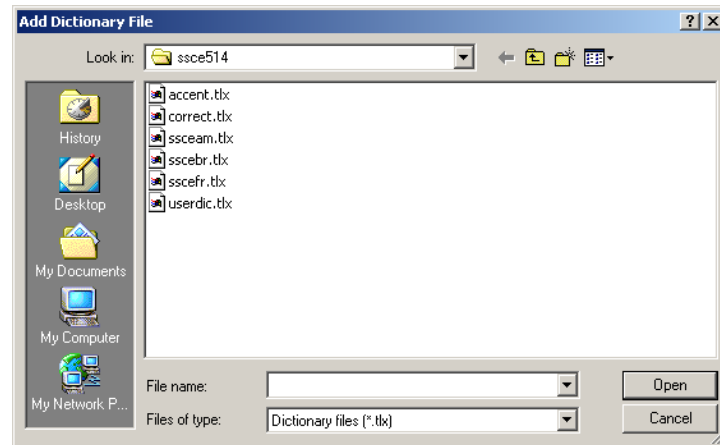 Add Dictionary File
Look in: ssce514
History
Desktop
My Documents
My Computer
My Network P...
accent.tlx
correct.tlx
ssceam.tlx
sscebr.tlx
sscefr.tlx
userdic.tlx
File name:
Open
Files of type: Dictionary files (*.tlx)
Cancel